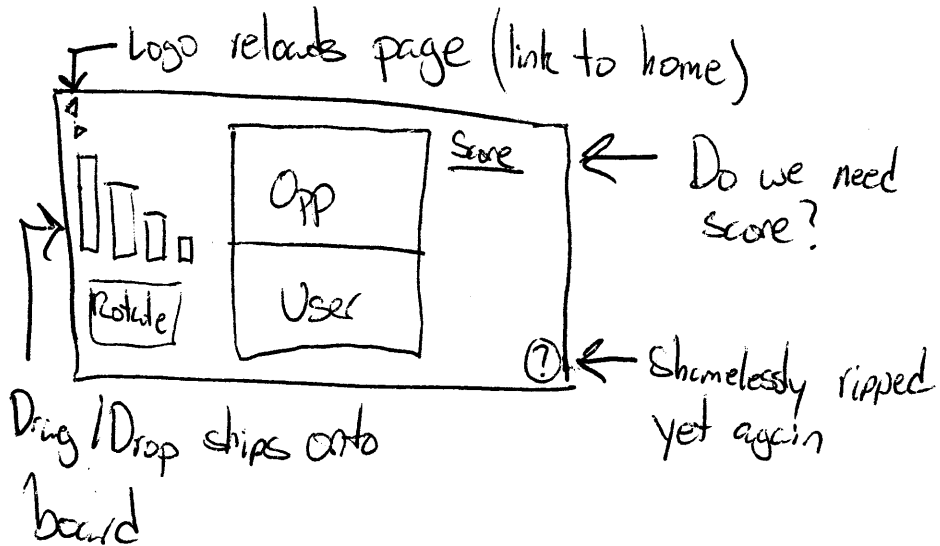 Logo reloads page (link to home)
Score
Do we need
score?
Opp
User
Rotate
?
Shamelessly ripped
yet again
Drag/Drop ships onto
board